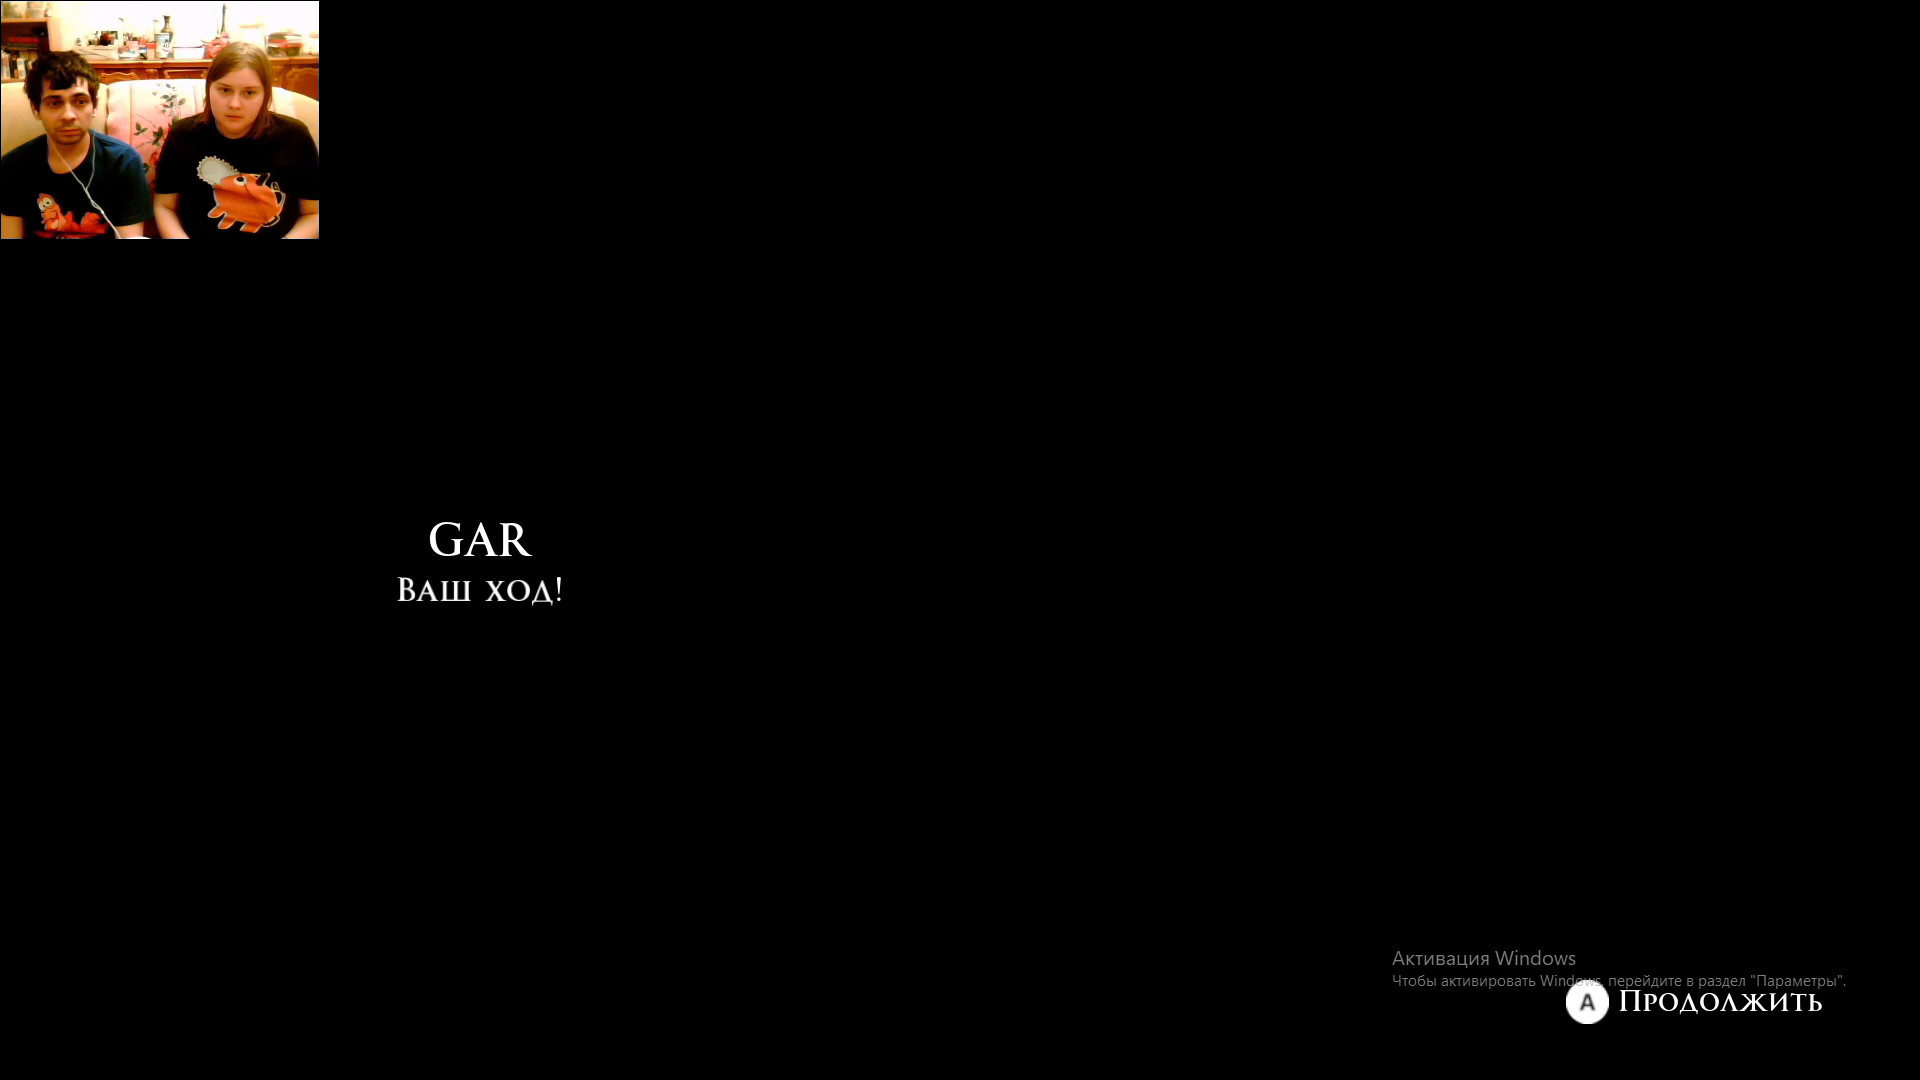 GAR
Ваш ход!
Активация Windows
Чтобы активировать Windows, перейдите в раздел "Параметры".
A Продолжить